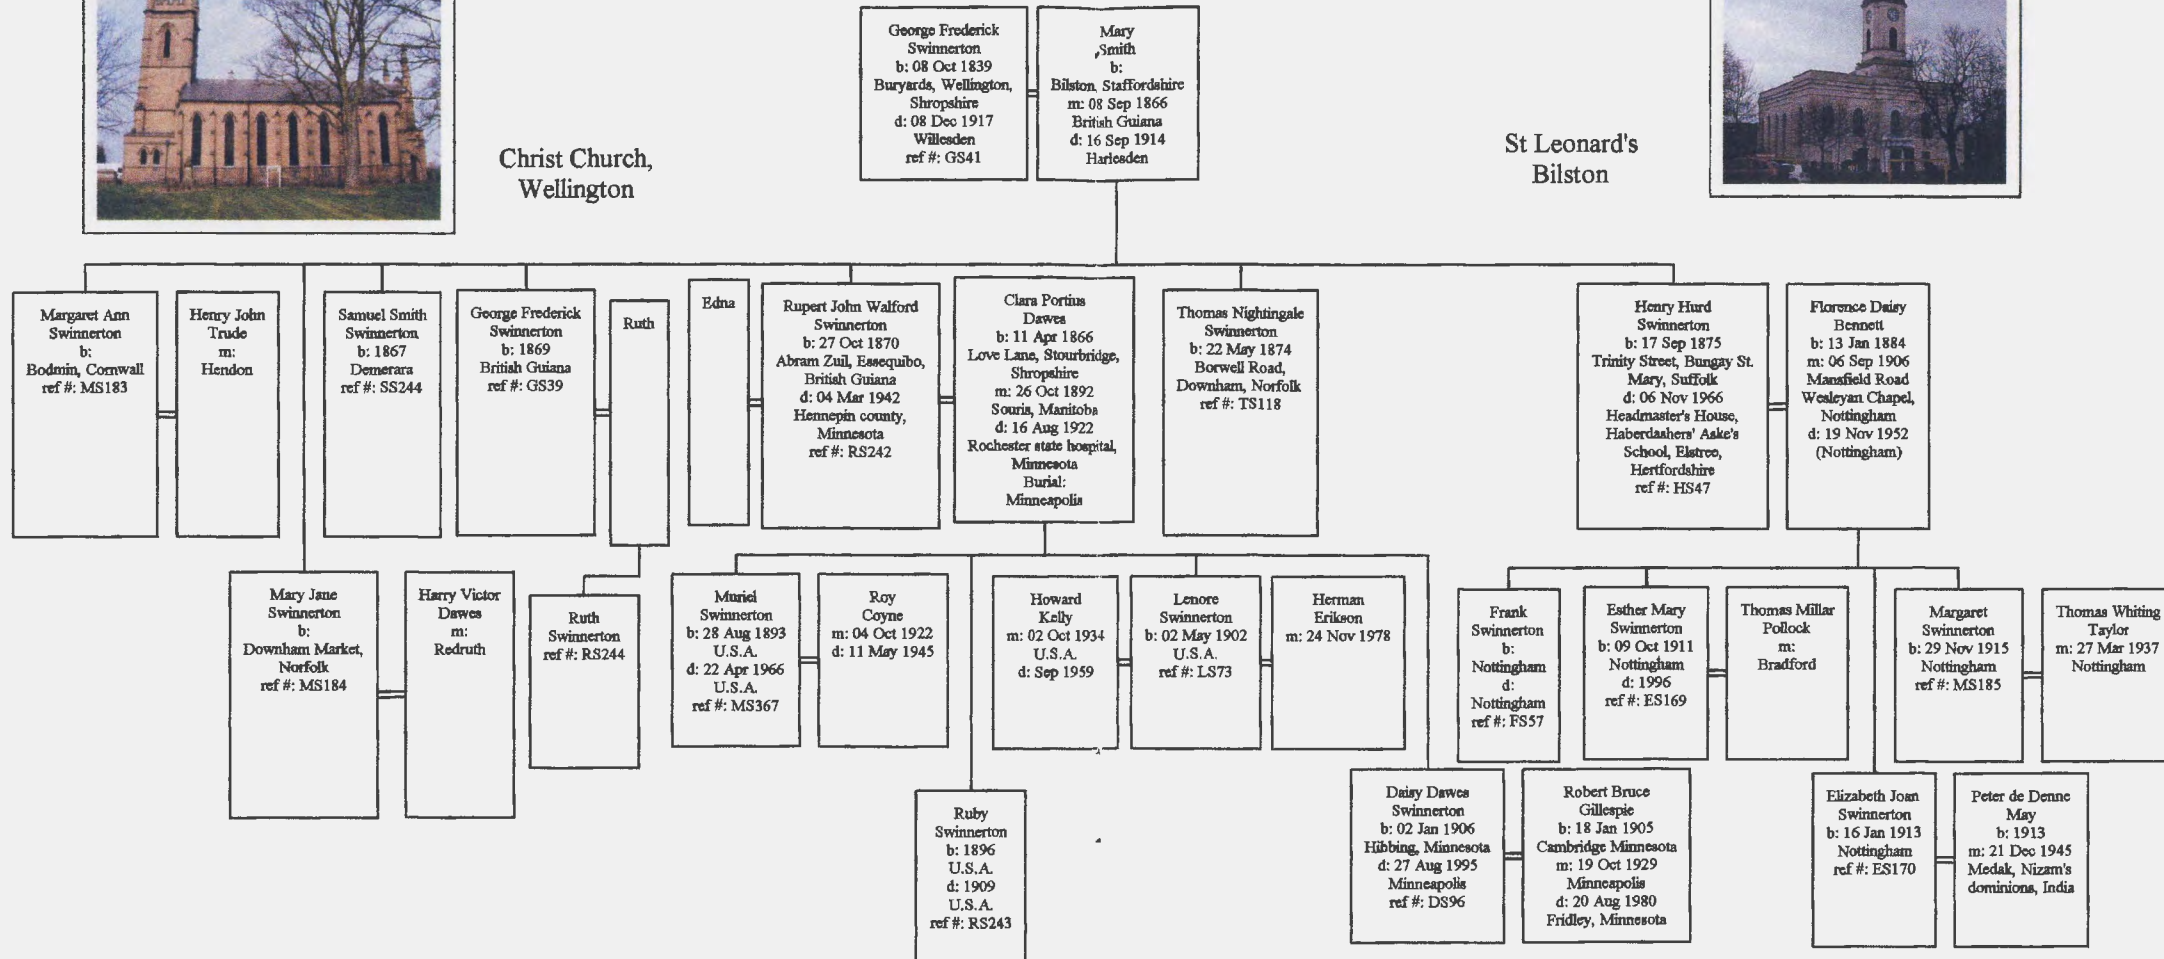 George Frederick
Swinnerton
b: 08 Oct 1839
Buryards, Wellington,
Shropshire
d: 08 Dec 1917
Willesden
ref #: GS41
Mary
Smith
b:
Bilston, Staffordshire
m: 08 Sep 1866
British Guiana
d: 16 Sep 1914
Harlesden
Christ Church,
Wellington
St Leonard's
Bilston
Margaret Ann
Swinnerton
b:
Bodmin, Cornwall
ref #: MS183
Henry John
Trude
m:
Hendon
Samuel Smith
Swinnerton
b: 1867
Demerara
ref #: SS244
George Frederick
Swinnerton
b: 1869
British Guiana
ref #: GS39
Ruth
Edna
Rupert John Walford
Swinnerton
b: 27 Oct 1870
Abram Zuil, Essequibo,
British Guiana
d: 04 Mar 1942
Hennepin county,
Minnesota
ref #: RS242
Clara Portius
Dawes
b: 11 Apr 1866
Love Lane, Stourbridge,
Shropshire
m: 26 Oct 1892
Souris, Manitoba
d: 16 Aug 1922
Rochester state hospital,
Minnesota
Burial:
Minneapolis
Thomas Nightingale
Swinnerton
b: 22 May 1874
Borwell Road,
Downham, Norfolk
ref #: TS118
Henry Hurd
Swinnerton
b: 17 Sep 1875
Trinity Street, Bungay St.
Mary, Suffolk
d: 06 Nov 1966
Headmaster's House,
Haberdashers' Aske's
School, Elstree,
Hertfordshire
ref #: HS47
Florence Daisy
Bennett
b: 13 Jan 1884
m: 06 Sep 1906
Mansfield Road
Wesleyan Chapel,
Nottingham
d: 19 Nov 1952
(Nottingham)
Mary Jane
Swinnerton
b:
Downham Market,
Norfolk
ref #: MS184
Harry Victor
Dawes
m:
Redruth
Ruth
Swinnerton
ref #: RS244
Muriel
Swinnerton
b: 28 Aug 1893
U.S.A.
d: 22 Apr 1966
U.S.A.
ref #: MS367
Roy
Coyne
m: 04 Oct 1922
d: 11 May 1945
Howard
Kelly
m: 02 Oct 1934
U.S.A.
d: Sep 1959
Lenore
Swinnerton
b: 02 May 1902
U.S.A.
ref #: LS73
Herman
Erikson
m: 24 Nov 1978
Frank
Swinnerton
b:
Nottingham
d:
Nottingham
ref #: FS57
Esther Mary
Swinnerton
b: 09 Oct 1911
Nottingham
d: 1996
ref #: ES169
Thomas Millar
Pollock
m:
Bradford
Margaret
Swinnerton
b: 29 Nov 1915
Nottingham
ref #: MS185
Thomas Whiting
Taylor
m: 27 Mar 1937
Nottingham
Ruby
Swinnerton
b: 1896
U.S.A.
d: 1909
U.S.A.
ref #: RS243
Daisy Dawes
Swinnerton
b: 02 Jan 1906
Hibbing, Minnesota
d: 27 Aug 1995
Minneapolis
ref #: DS96
Robert Bruce
Gillespie
b: 18 Jan 1905
Cambridge Minnesota
m: 19 Oct 1929
Minneapolis
d: 20 Aug 1980
Fridley, Minnesota
Elizabeth Joan
Swinnerton
b: 16 Jan 1913
Nottingham
ref #: ES170
Peter de Denne
May
b: 1913
m: 21 Dec 1945
Medak, Nizam's
dominions, India